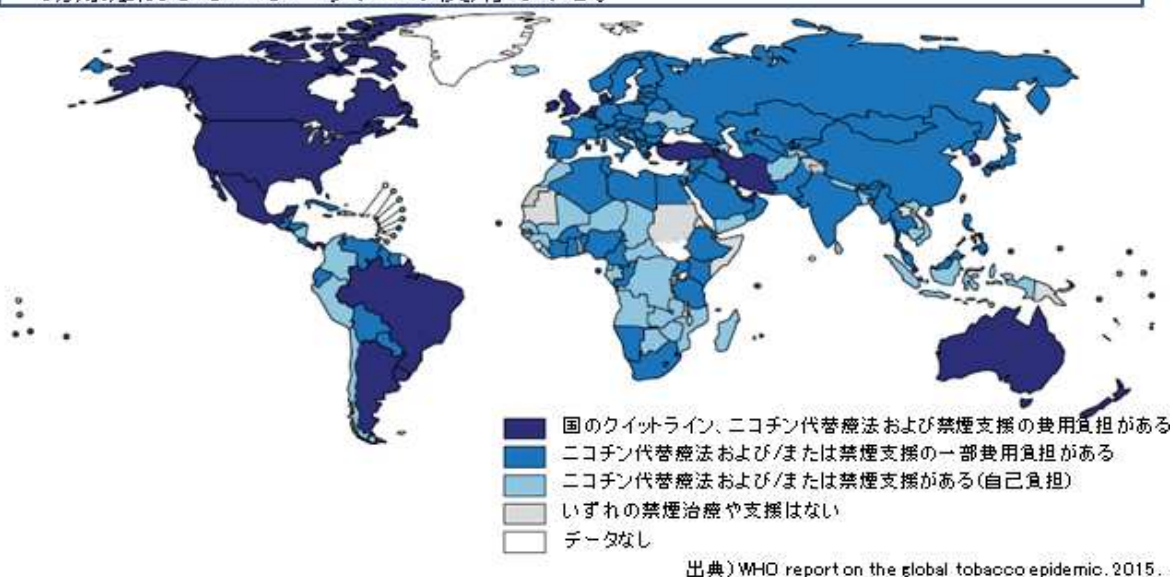 国のクイットライン、ニコチン代替療法および禁煙支援の費用負担がある
ニコチン代替療法および/または禁煙支援の一部費用負担がある
ニコチン代替療法および/または禁煙支援がある(自己負担)
いずれの禁煙治療や支援はない
データなし
出典) WHO report on the global tobacco epidemic. 2015.